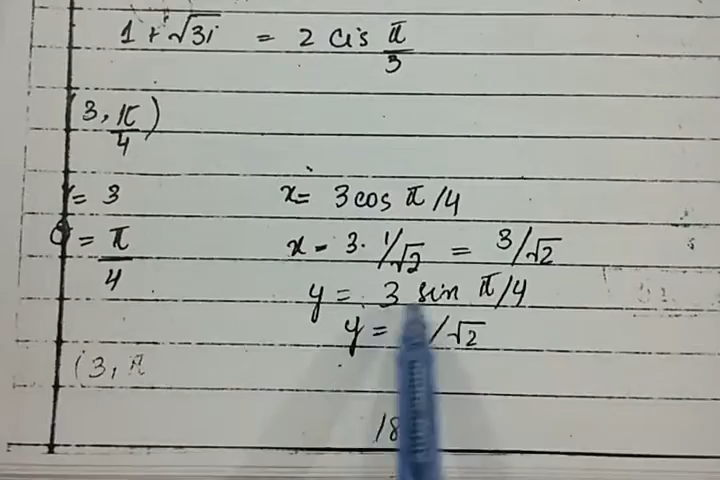 1 + √3i = 2 cis π/3
(3, π/4)
r = 3
x = 3 cos π/4
θ = π/4
x = 3 · 1/√2 = 3/√2
y = 3 sin π/4
y = /√2
(3, π
18